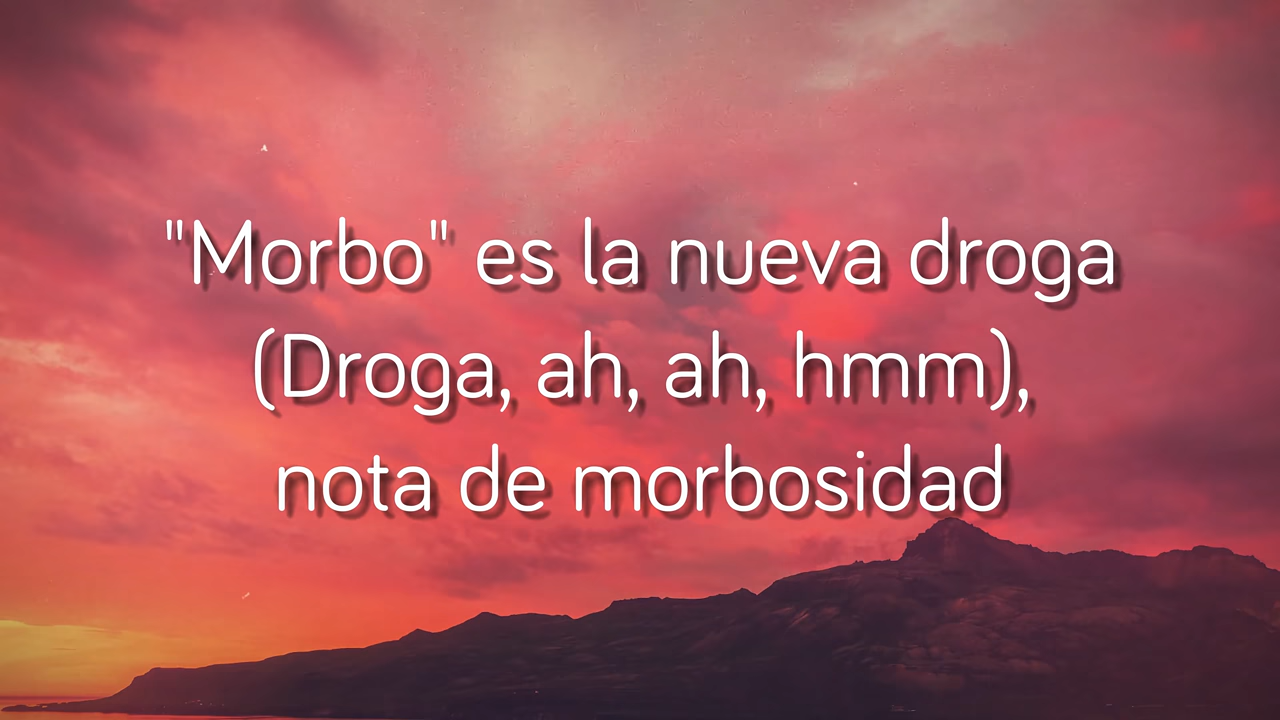 "Morbo" es la nueva droga
(Droga, ah, ah, hmm),
nota de morbosidad